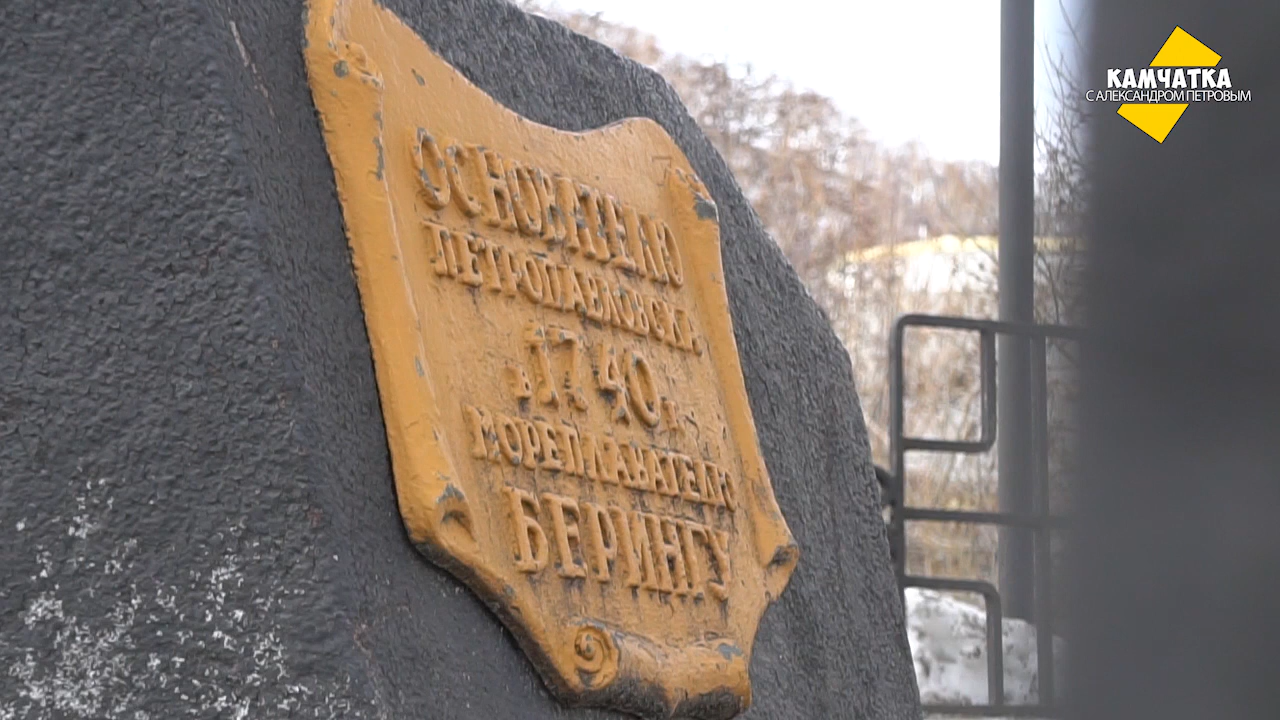 КАМЧАТКА
С АЛЕКСАНДРОМ ПЕТРОВЫМ
ОСНОВАТЕЛЮ
ПЕТРОПАВЛОВСКА
в 1740 г.
МОРЕПЛАВАТЕЛЮ
БЕРИНГУ